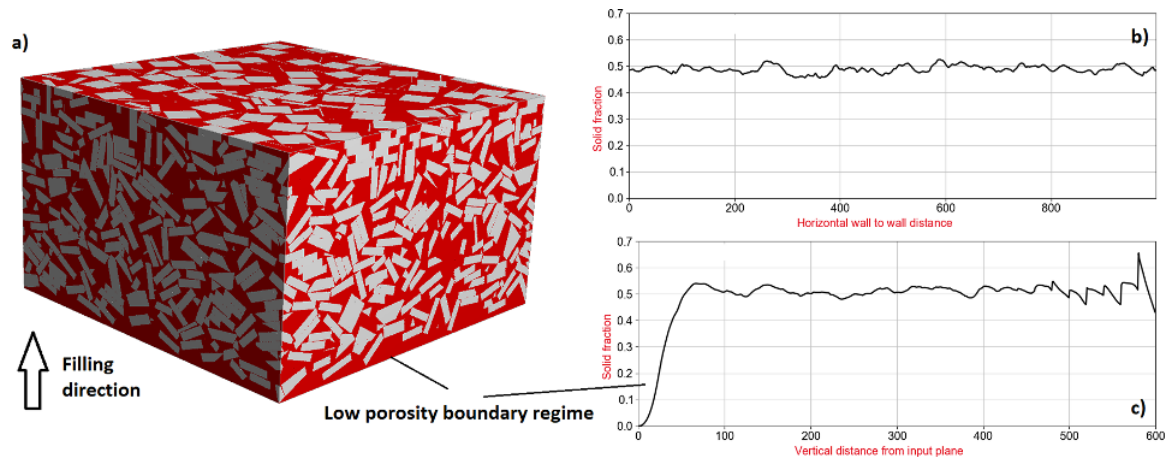 a)
Filling
direction
Low porosity boundary regime
b)
Solid fraction
0.7
0.6
0.5
0.4
0.3
0.2
0.1
0.0
0 200 400 600 800
Horizontal wall to wall distance
c)
Solid fraction
0.7
0.6
0.5
0.4
0.3
0.2
0.1
0.0
0 100 200 300 400 500 600
Vertical distance from input plane